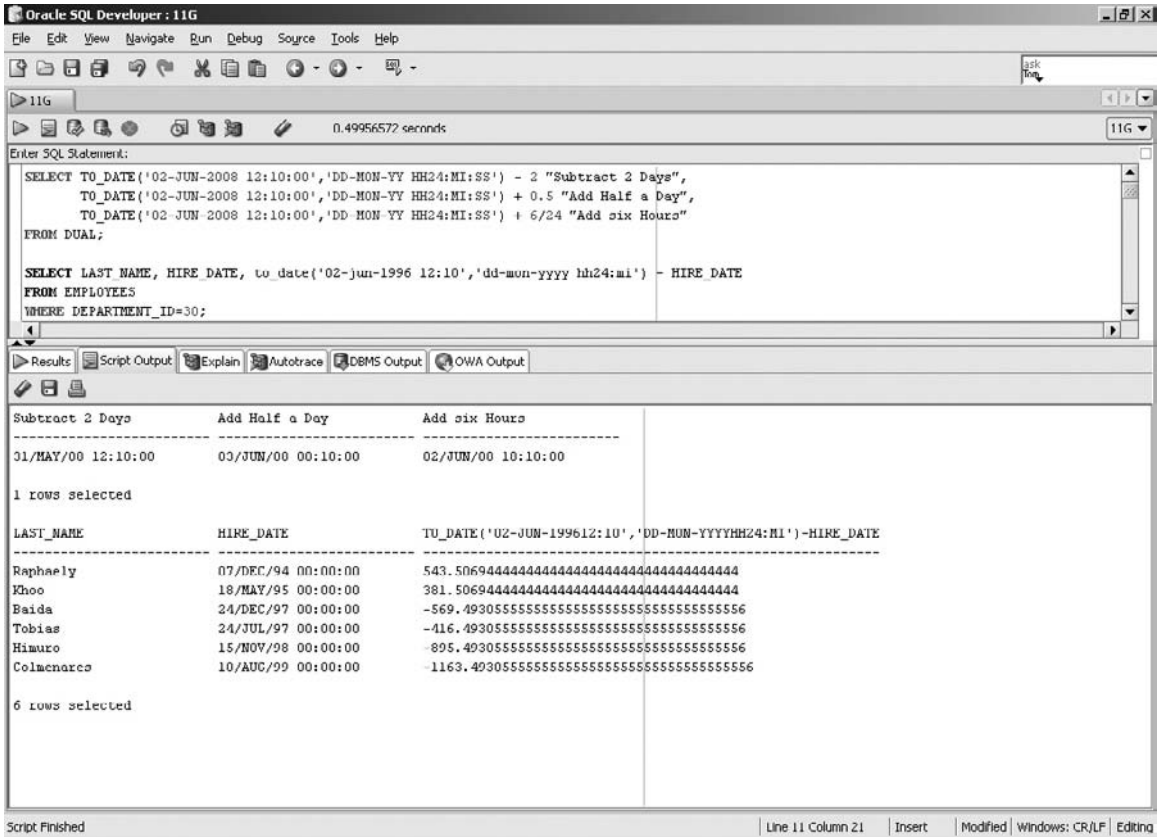 Oracle SQL Developer : 11G
File Edit View Navigate Run Debug Source Tools Help
ask
Tom
11G
0.49956572 seconds
11G
Enter SQL Statement:
SELECT TO_DATE('02-JUN-2008 12:10:00','DD-MON-YY HH24:MI:SS') - 2 "Subtract 2 Days",
TO_DATE('02-JUN-2008 12:10:00','DD-MON-YY HH24:MI:SS') + 0.5 "Add Half a Day",
TO_DATE('02-JUN-2008 12:10:00','DD-MON-YY HH24:MI:SS') + 6/24 "Add six Hours"
FROM DUAL;
SELECT LAST_NAME, HIRE_DATE, to_date('02-jun-1996 12:10','dd-mon-yyyy hh24:mi') - HIRE_DATE
FROM EMPLOYEES
WHERE DEPARTMENT_ID=30;
Results Script Output Explain Autotrace DBMS Output OWA Output
Subtract 2 Days Add Half a Day Add six Hours
------------------------- ------------------------- -------------------------
31/MAY/08 12:10:00 03/JUN/08 00:10:00 02/JUN/08 18:10:00
1 rows selected
LAST_NAME HIRE_DATE TO_DATE('02-JUN-199612:10','DD-MON-YYYYHH24:MI')-HIRE_DATE
------------------------- ------------------------- ----------------------------------------------------------
Raphaely 07/DEC/94 00:00:00 543.506944444444444444444444444444444444
Khoo 18/MAY/95 00:00:00 381.506944444444444444444444444444444444
Baida 24/DEC/97 00:00:00 -569.493055555555555555555555555555555556
Tobias 24/JUL/97 00:00:00 -416.493055555555555555555555555555555556
Himuro 15/NOV/98 00:00:00 -895.493055555555555555555555555555555556
Colmenares 10/AUG/99 00:00:00 -1163.493055555555555555555555555555555556
6 rows selected
Script Finished Line 11 Column 21 Insert Modified Windows: CR/LF Editing